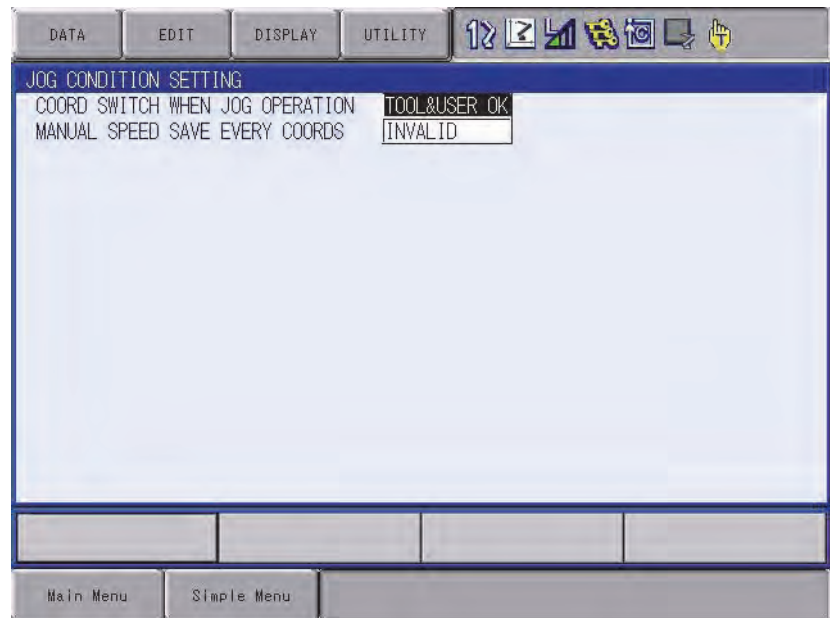 DATA EDIT DISPLAY UTILITY
JOG CONDITION SETTING
COORD SWITCH WHEN JOG OPERATION TOOL&USER OK
MANUAL SPEED SAVE EVERY COORDS INVALID
Main Menu Simple Menu